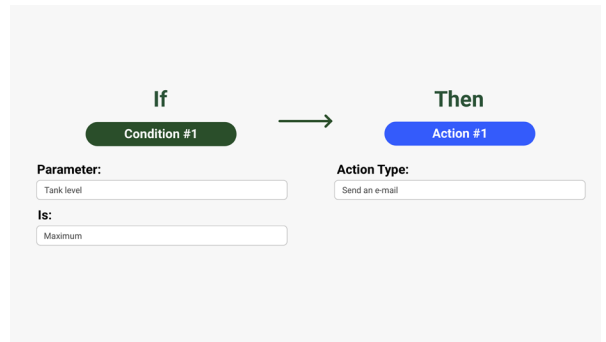 If
Condition #1
Parameter:
Tank level
Is:
Maximum
Then
Action #1
Action Type:
Send an e-mail